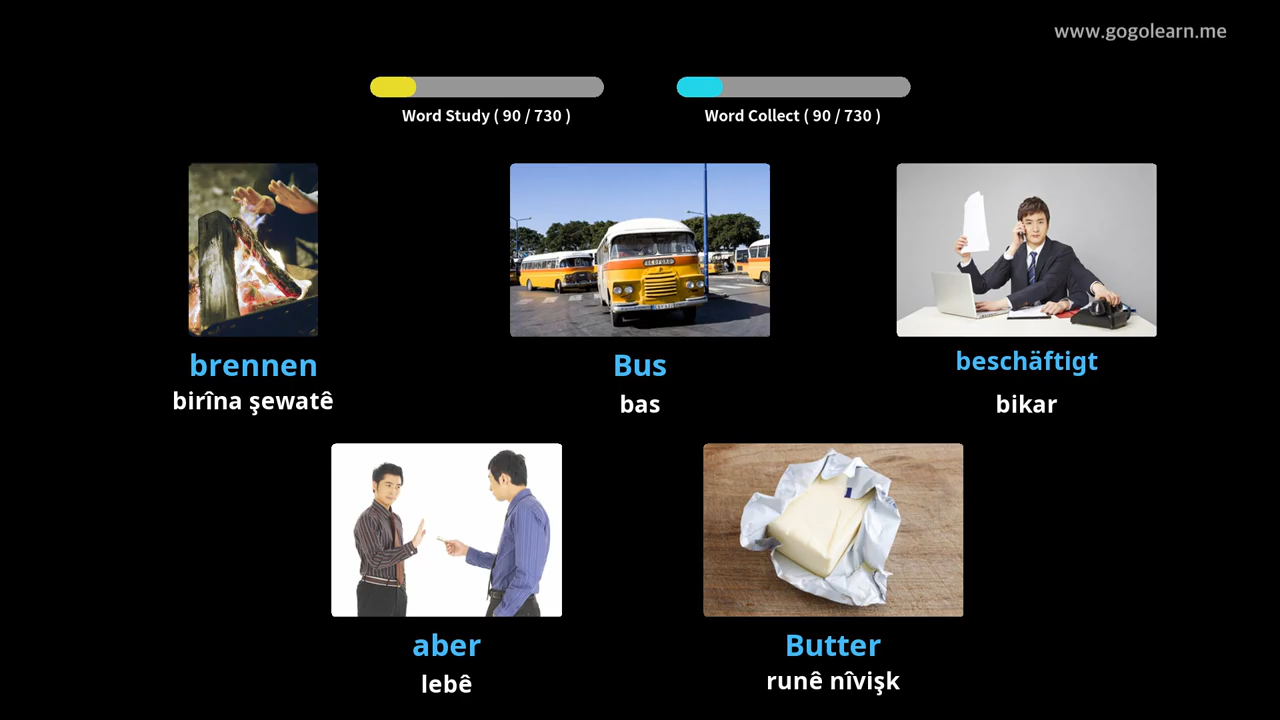 www.gogolearn.me
Word Study ( 90 / 730 )
Word Collect ( 90 / 730 )
brennen
birîna şewatê
Bus
bas
beschäftigt
bikar
aber
lebê
Butter
runê nîvişk